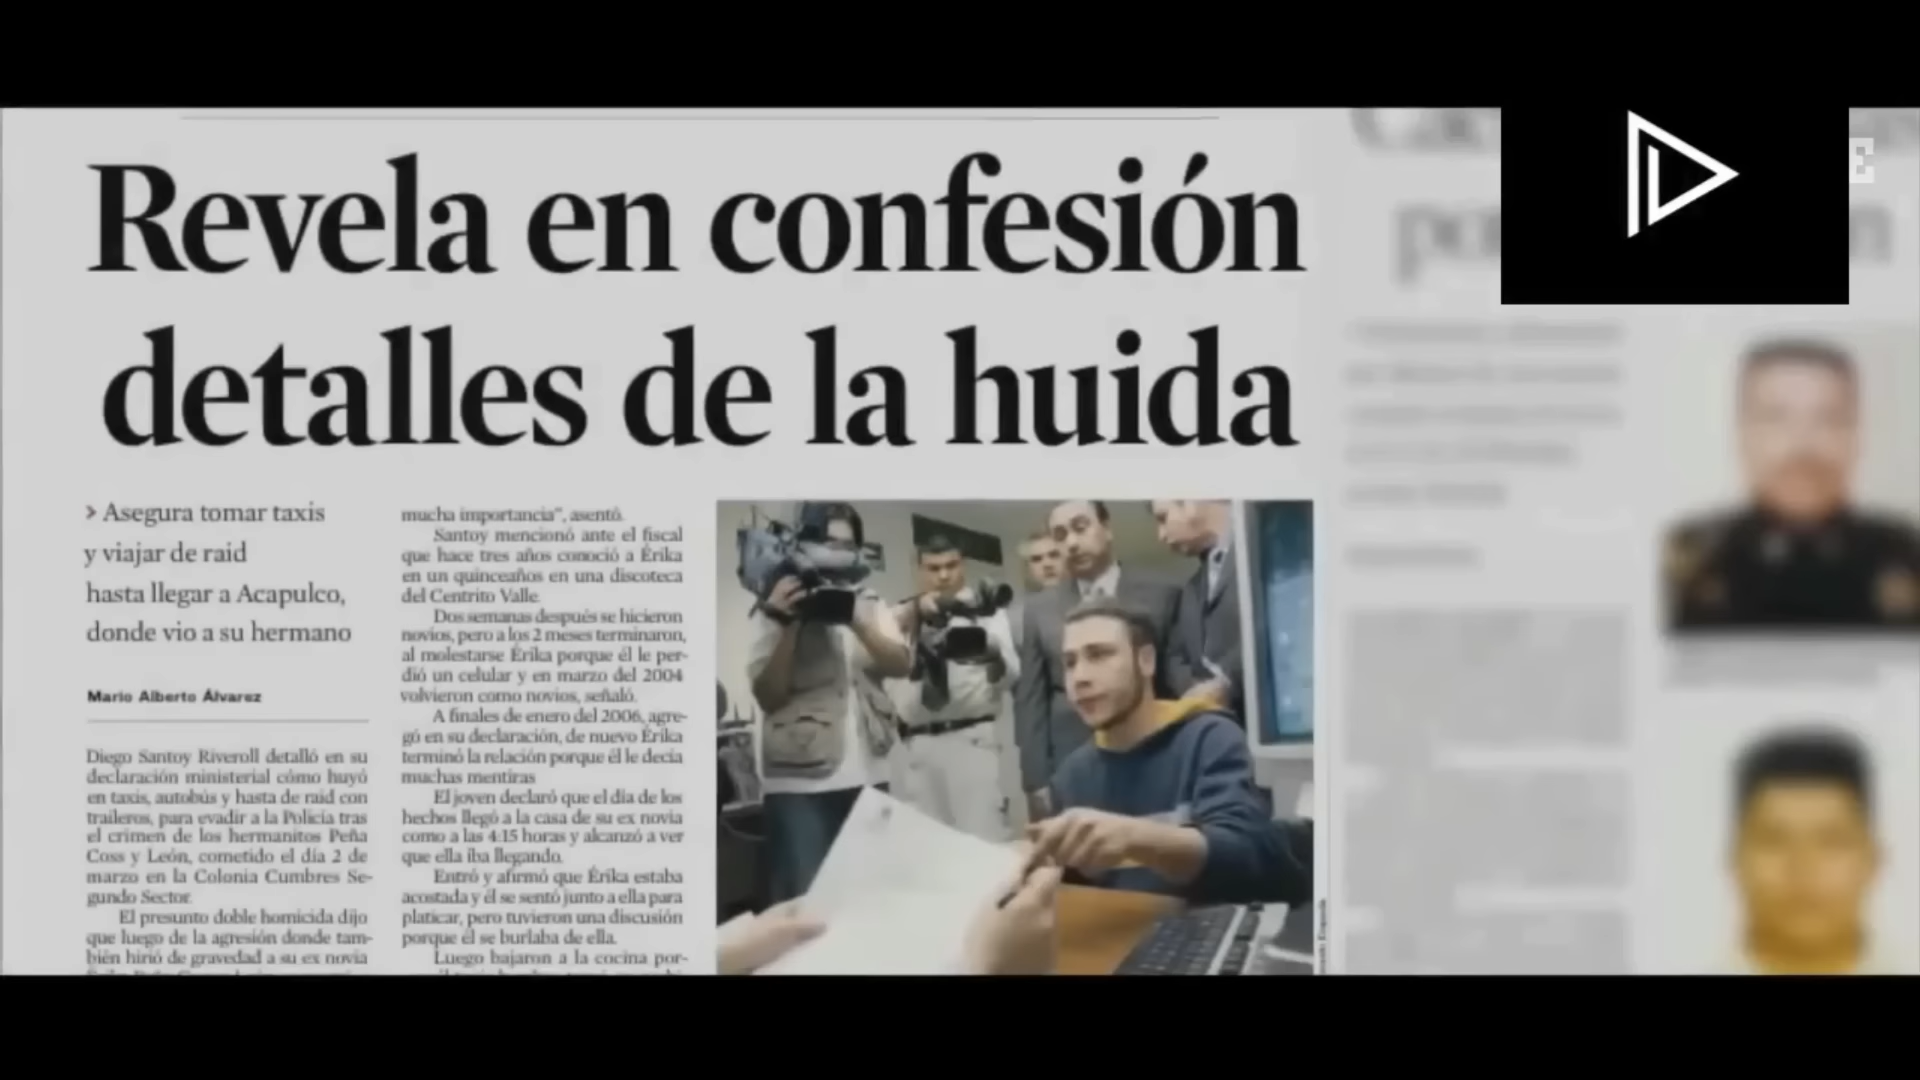 Revela en confesión
detalles de la huida
> Asegura tomar taxis
y viajar de raid
hasta llegar a Acapulco,
donde vio a su hermano
Mario Alberto Álvarez
Diego Santoy Riveroll detalló en su
declaración ministerial cómo huyó
en taxis, autobús y hasta de raid con
traileros, para evadir a la Policía tras
el crimen de los hermanitos Peña
Coss y León, cometido el día 2 de
marzo en la Colonia Cumbres Se-
gundo Sector.
El presunto doble homicida dijo
que luego de la agresión donde tam-
bién hirió de gravedad a su ex novia
mucha importancia", asentó.
Santoy mencionó ante el fiscal
que hace tres años conoció a Érika
en un quinceaños en una discoteca
del Centrito Valle.
Dos semanas después se hicieron
novios, pero a los 2 meses terminaron,
al molestarse Érika porque él le per-
dió un celular y en marzo del 2004
volvieron como novios, señaló.
A finales de enero del 2006, agre-
gó en su declaración, de nuevo Érika
terminó la relación porque él le decía
muchas mentiras
El joven declaró que el día de los
hechos llegó a la casa de su ex novia
como a las 4:15 horas y alcanzó a ver
que ella iba llegando.
Entró y afirmó que Érika estaba
acostada y él se sentó junto a ella para
platicar, pero tuvieron una discusión
porque él se burlaba de ella.
Luego bajaron a la cocina por-
E